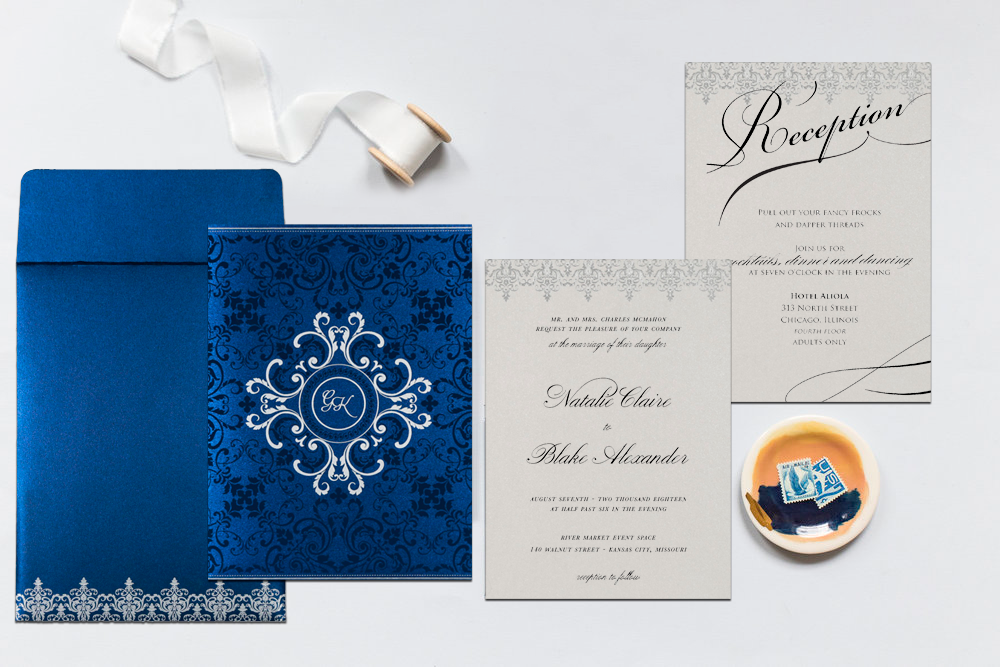 GK
MR. AND MRS. CHARLES MCMAHON
REQUEST THE PLEASURE OF YOUR COMPANY
at the marriage of their daughter
Natalie Claire
to
Blake Alexander
AUGUST SEVENTH - TWO THOUSAND EIGHTEEN
AT HALF PAST SIX IN THE EVENING
RIVER MARKET EVENT SPACE
140 WALNUT STREET - KANSAS CITY, MISSOURI
reception to follow
Reception
PULL OUT YOUR FANCY FROCKS
AND DAPPER THREADS
JOIN US FOR
cocktails, dinner and dancing
AT SEVEN O'CLOCK IN THE EVENING
HOTEL ALIOLA
313 NORTH STREET
CHICAGO, ILLINOIS
FOURTH FLOOR
ADULTS ONLY
AIR MAIL